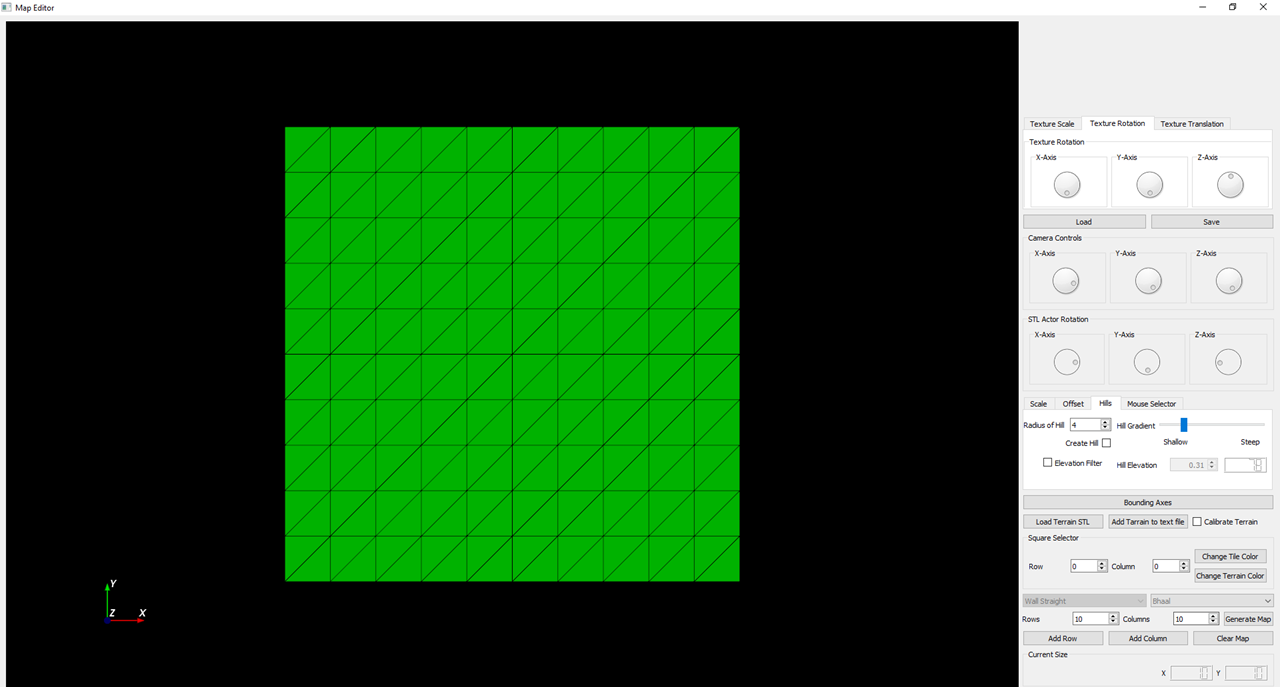 Map Editor
Texture Scale Texture Rotation Texture Translation
Texture Rotation
X-Axis Y-Axis Z-Axis
Load Save
Camera Controls
X-Axis Y-Axis Z-Axis
STL Actor Rotation
X-Axis Y-Axis Z-Axis
Scale Offset Hills Mouse Selector
Radius of Hill 4 Hill Gradient
Create Hill Shallow Steep
Elevation Filter Hill Elevation 0.31
Bounding Axes
Load Terrain STL Add Tarrain to text file Calibrate Terrain
Square Selector
Change Tile Color
Row 0 Column 0
Change Terrain Color
Y
Z X
Wall Straight Bhaal
Rows 10 Columns 10 Generate Map
Add Row Add Column Clear Map
Current Size
X Y